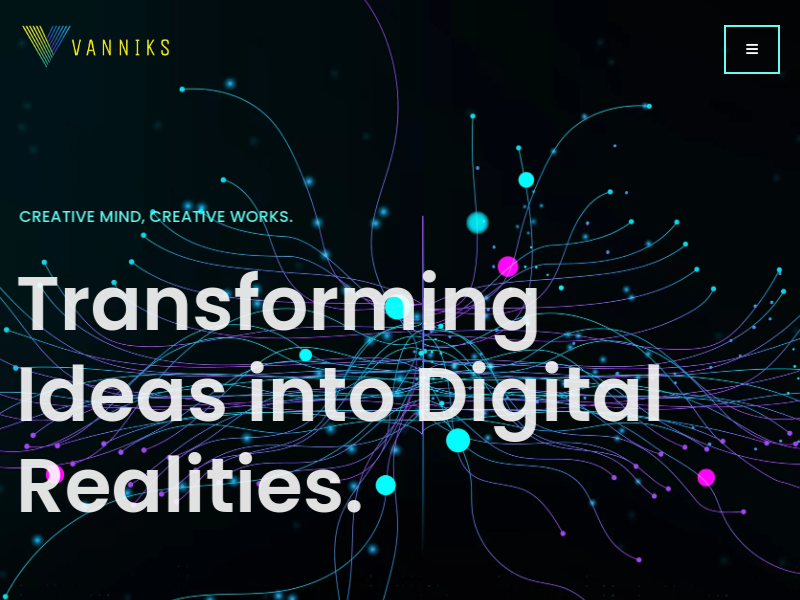 VANNIKS
CREATIVE MIND, CREATIVE WORKS.
Transforming
Ideas into Digital
Realities.